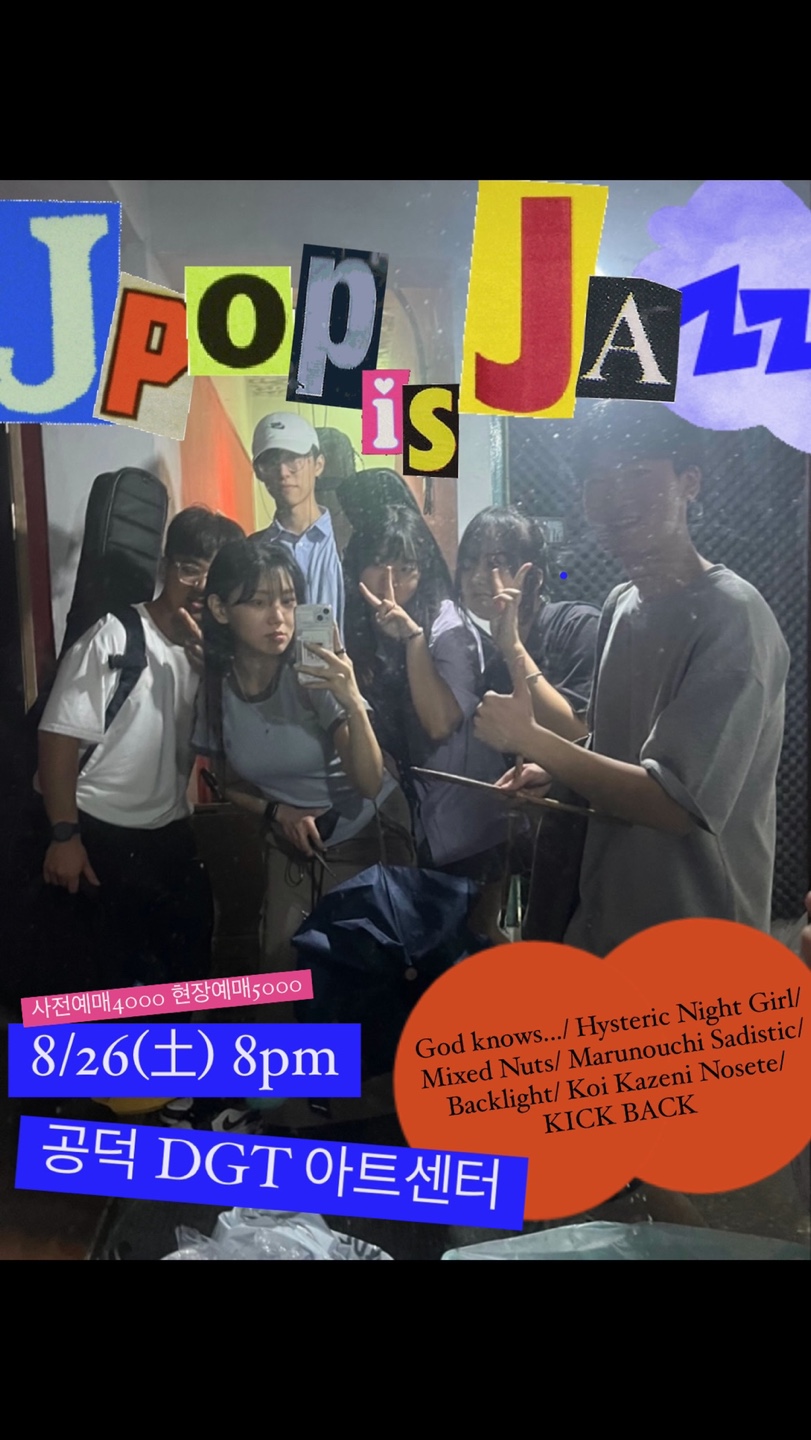 Jpop is JAZZ
사전예매4000 현장예매5000
8/26(土) 8pm
공덕 DGT 아트센터
God knows.../ Hysteric Night Girl/
Mixed Nuts/ Marunouchi Sadistic/
Backlight/ Koi Kazeni Nosete/
KICK BACK